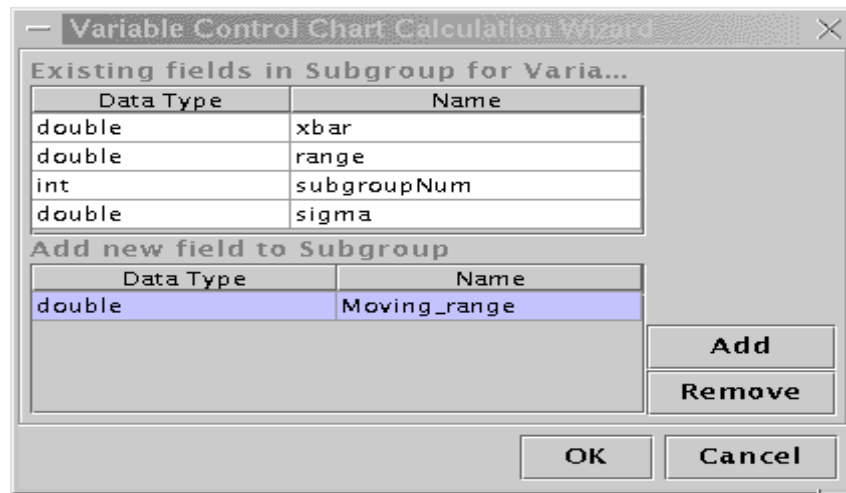 Variable Control Chart Calculation Wizard
Existing fields in Subgroup for Varia...
Data Type Name
double xbar
double range
int subgroupNum
double sigma
Add new field to Subgroup
Data Type Name
double Moving_range
Add
Remove
OK Cancel